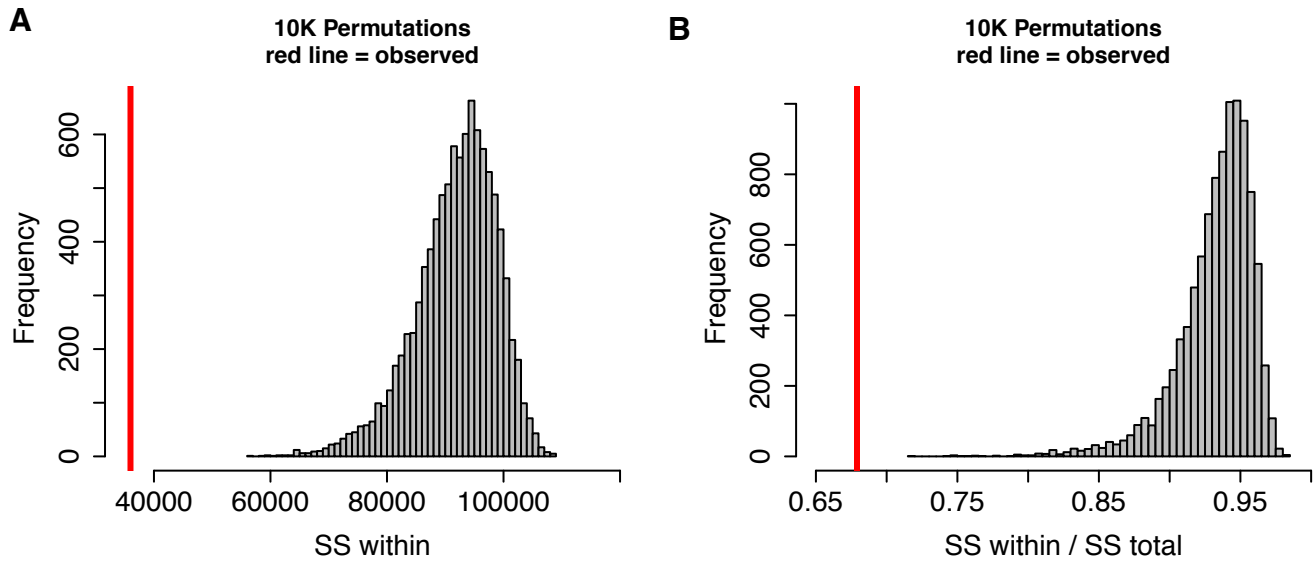 A
10K Permutations
red line = observed
Frequency
600
400
200
0
40000 60000 80000 100000
SS within
B
10K Permutations
red line = observed
Frequency
800
600
400
200
0
0.65 0.75 0.85 0.95
SS within / SS total